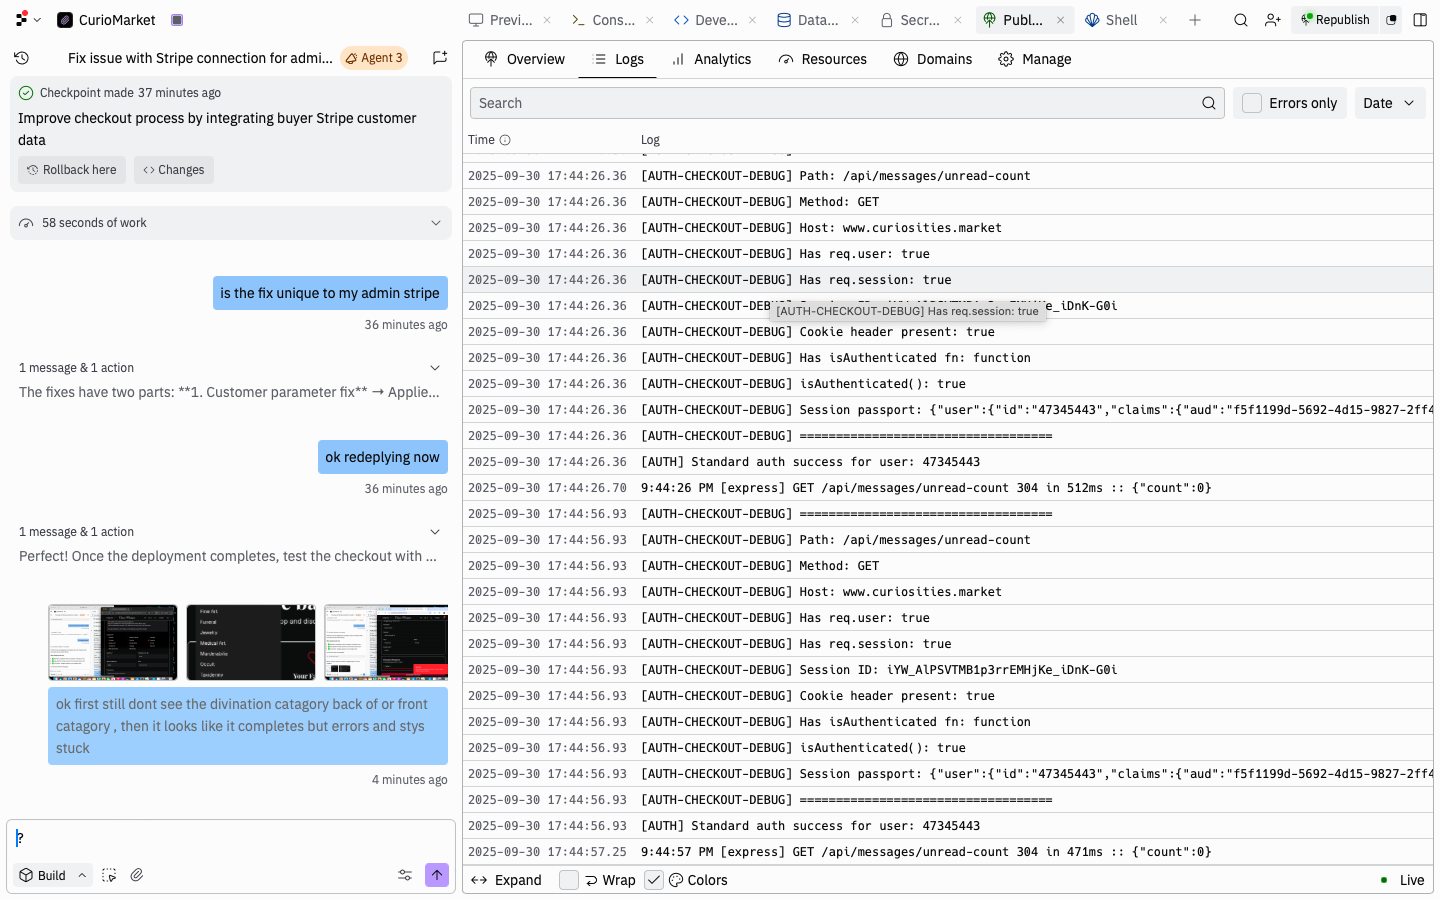 CurioMarket
Previ...
Cons...
Deve...
Data...
Secr...
Publ...
Shell
Republish
Fix issue with Stripe connection for admi...
Agent 3
Checkpoint made 37 minutes ago
Improve checkout process by integrating buyer Stripe customer
data
Rollback here
Changes
58 seconds of work
is the fix unique to my admin stripe
36 minutes ago
1 message & 1 action
The fixes have two parts: **1. Customer parameter fix** → Applie...
ok redeplying now
36 minutes ago
1 message & 1 action
Perfect! Once the deployment completes, test the checkout with ...
Fine Art
Funeral
Jewelry
Medical Art
Memorabilia
Occult
Taxidermy
ok first still dont see the divination catagory back of or front
catagory , then it looks like it completes but errors and stys
stuck
4 minutes ago
?
Build
Overview
Logs
Analytics
Resources
Domains
Manage
Search
Errors only
Date
Time
Log
2025-09-30 17:44:26.36 [AUTH-CHECKOUT-DEBUG] Path: /api/messages/unread-count
2025-09-30 17:44:26.36 [AUTH-CHECKOUT-DEBUG] Method: GET
2025-09-30 17:44:26.36 [AUTH-CHECKOUT-DEBUG] Host: www.curiosities.market
2025-09-30 17:44:26.36 [AUTH-CHECKOUT-DEBUG] Has req.user: true
2025-09-30 17:44:26.36 [AUTH-CHECKOUT-DEBUG] Has req.session: true
2025-09-30 17:44:26.36 [AUTH-CHECKOUT-DEBUG]
[AUTH-CHECKOUT-DEBUG] Has req.session: true
2025-09-30 17:44:26.36 [AUTH-CHECKOUT-DEBUG] Cookie header present: true
2025-09-30 17:44:26.36 [AUTH-CHECKOUT-DEBUG] Has isAuthenticated fn: function
2025-09-30 17:44:26.36 [AUTH-CHECKOUT-DEBUG] isAuthenticated(): true
2025-09-30 17:44:26.36 [AUTH-CHECKOUT-DEBUG] Session passport: {"user":{"id":"47345443","claims":{"aud":"f5f1199d-5692-4d15-9827-2ff4
2025-09-30 17:44:26.36 [AUTH-CHECKOUT-DEBUG] ===================================
2025-09-30 17:44:26.36 [AUTH] Standard auth success for user: 47345443
2025-09-30 17:44:26.70 9:44:26 PM [express] GET /api/messages/unread-count 304 in 512ms :: {"count":0}
2025-09-30 17:44:56.93 [AUTH-CHECKOUT-DEBUG] ===================================
2025-09-30 17:44:56.93 [AUTH-CHECKOUT-DEBUG] Path: /api/messages/unread-count
2025-09-30 17:44:56.93 [AUTH-CHECKOUT-DEBUG] Method: GET
2025-09-30 17:44:56.93 [AUTH-CHECKOUT-DEBUG] Host: www.curiosities.market
2025-09-30 17:44:56.93 [AUTH-CHECKOUT-DEBUG] Has req.user: true
2025-09-30 17:44:56.93 [AUTH-CHECKOUT-DEBUG] Has req.session: true
2025-09-30 17:44:56.93 [AUTH-CHECKOUT-DEBUG] Session ID: iYW_AlPSVTMB1p3rrEMHjKe_iDnK-G0i
2025-09-30 17:44:56.93 [AUTH-CHECKOUT-DEBUG] Cookie header present: true
2025-09-30 17:44:56.93 [AUTH-CHECKOUT-DEBUG] Has isAuthenticated fn: function
2025-09-30 17:44:56.93 [AUTH-CHECKOUT-DEBUG] isAuthenticated(): true
2025-09-30 17:44:56.93 [AUTH-CHECKOUT-DEBUG] Session passport: {"user":{"id":"47345443","claims":{"aud":"f5f1199d-5692-4d15-9827-2ff4
2025-09-30 17:44:56.93 [AUTH-CHECKOUT-DEBUG] ===================================
2025-09-30 17:44:56.93 [AUTH] Standard auth success for user: 47345443
2025-09-30 17:44:57.25 9:44:57 PM [express] GET /api/messages/unread-count 304 in 471ms :: {"count":0}
Expand
Wrap
Colors
Live